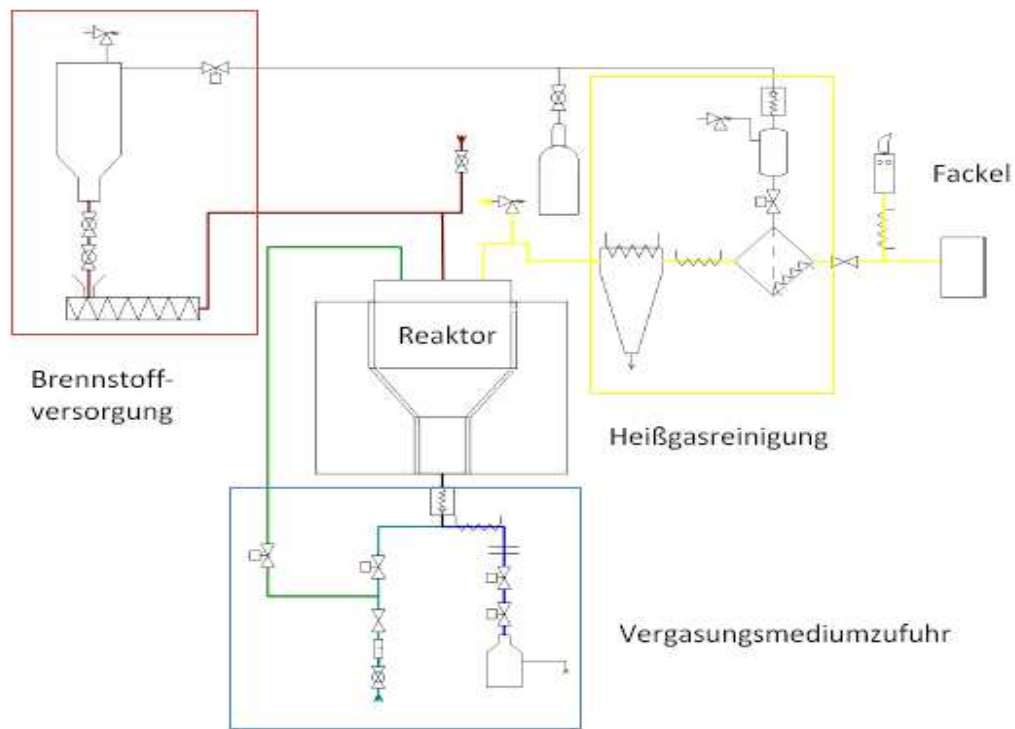 Fackel
Reaktor
Brennstoff-
versorgung
Heißgasreinigung
Vergasungsmediumzufuhr